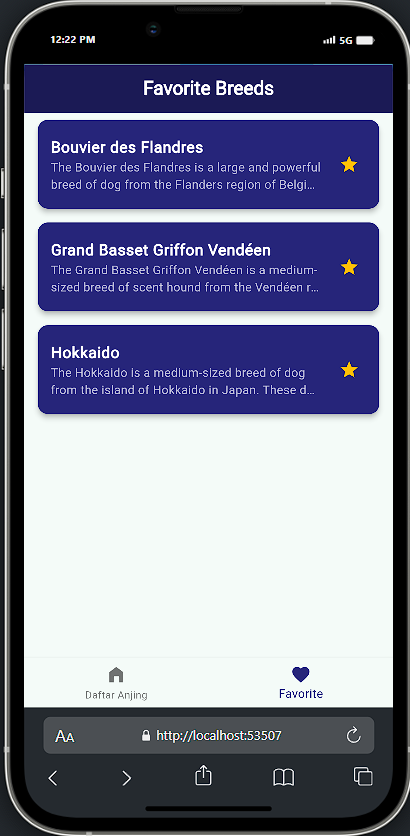 12:22 PM
5G
Favorite Breeds
Bouvier des Flandres
The Bouvier des Flandres is a large and powerful
breed of dog from the Flanders region of Belgi...
Grand Basset Griffon Vendéen
The Grand Basset Griffon Vendéen is a medium-
sized breed of scent hound from the Vendéen r...
Hokkaido
The Hokkaido is a medium-sized breed of dog
from the island of Hokkaido in Japan. These d...
Daftar Anjing
Favorite
AA
http://localhost:53507